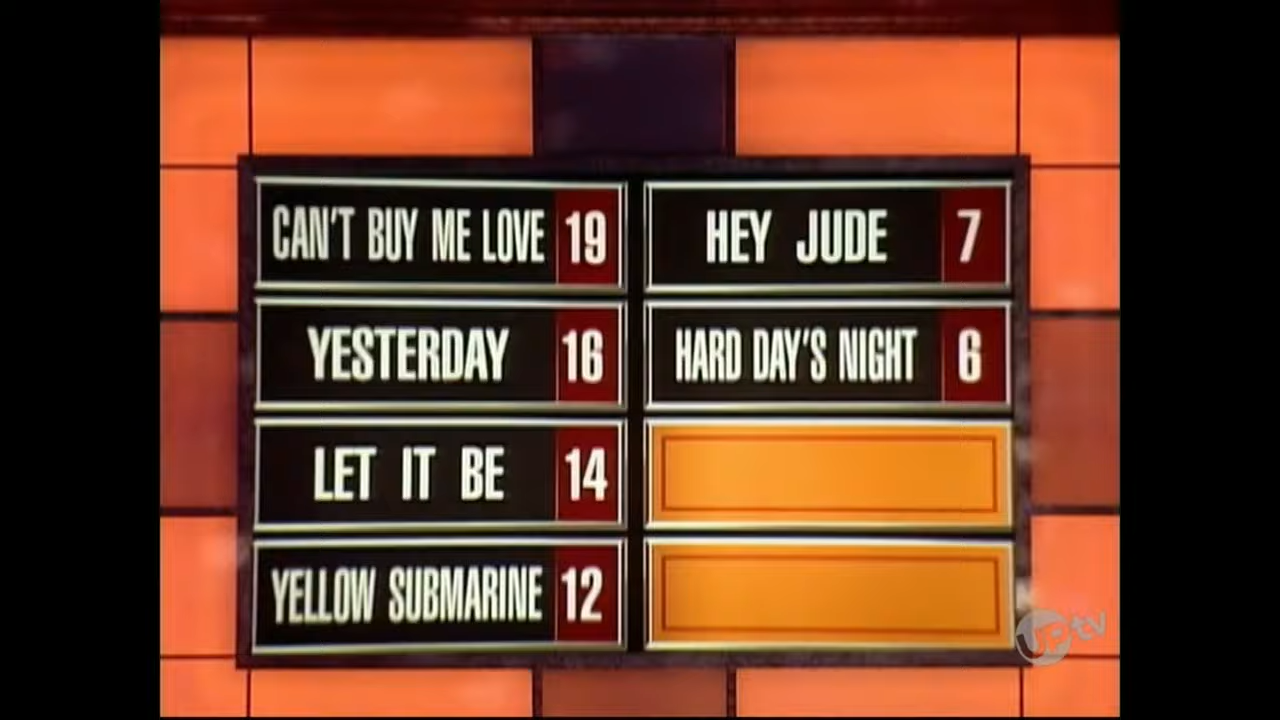 CAN'T BUY ME LOVE 19
YESTERDAY 16
LET IT BE 14
YELLOW SUBMARINE 12
HEY JUDE 7
HARD DAY'S NIGHT 6
UPtv